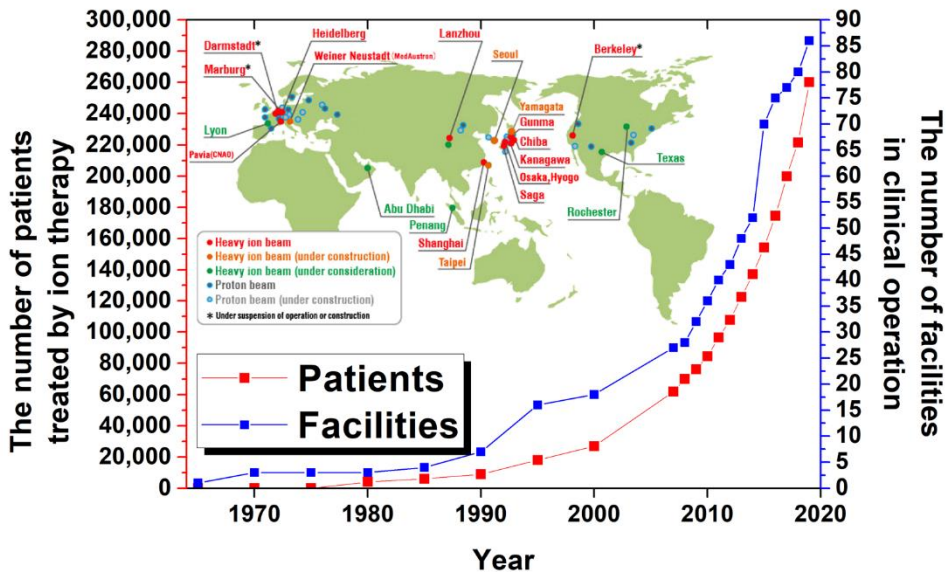 The number of patients
treated by ion therapy
300,000
280,000
260,000
240,000
220,000
200,000
180,000
160,000
140,000
120,000
100,000
80,000
60,000
40,000
20,000
0
Heidelberg
Darmstadt*
Weiner Neustadt (MedAustron)
Marburg*
Lyon
Pavia(CNAO)
Lanzhou
Seoul
Berkeley*
Yamagata
Gunma
Chiba
Kanagawa
Osaka,Hyogo
Saga
Texas
Rochester
Abu Dhabi
Penang
Shanghai
Taipei
Heavy ion beam
Heavy ion beam (under construction)
Heavy ion beam (under consideration)
Proton beam
Proton beam (under construction)
* Under suspension of operation or construction
Patients
Facilities
90
85
80
75
70
65
60
55
50
45
40
35
30
25
20
15
10
5
0
The number of facilities
in clinical operation
1970
1980
1990
2000
2010
2020
Year